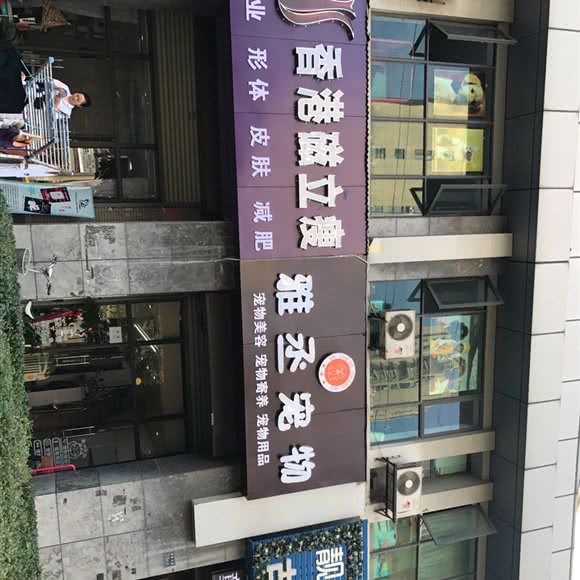 香港磁立瘦
业 形体 皮肤 减肥
雅丞宠物
宠物美容 宠物寄养 宠物用品
靓